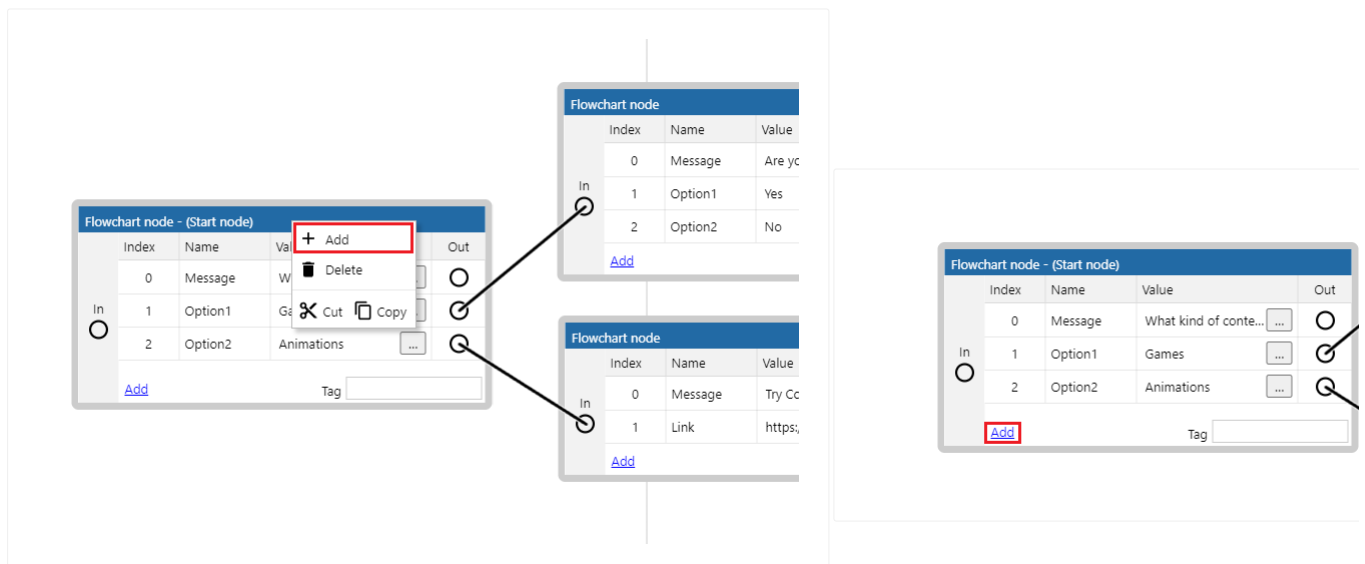 Flowchart node
Index Name Value
0 Message Are yo
In
1 Option1 Yes
2 Option2 No
Add
Flowchart node - (Start node)
Index Name Val Out
0 Message W
In
1 Option1 Ga
2 Option2 Animations ...
Add Tag
Add
Delete
Cut Copy
Flowchart node
Index Name Value
0 Message Try Co
In
1 Link https:/
Add
Flowchart node - (Start node)
Index Name Value Out
0 Message What kind of conte... ...
In
1 Option1 Games ...
2 Option2 Animations ...
Add Tag